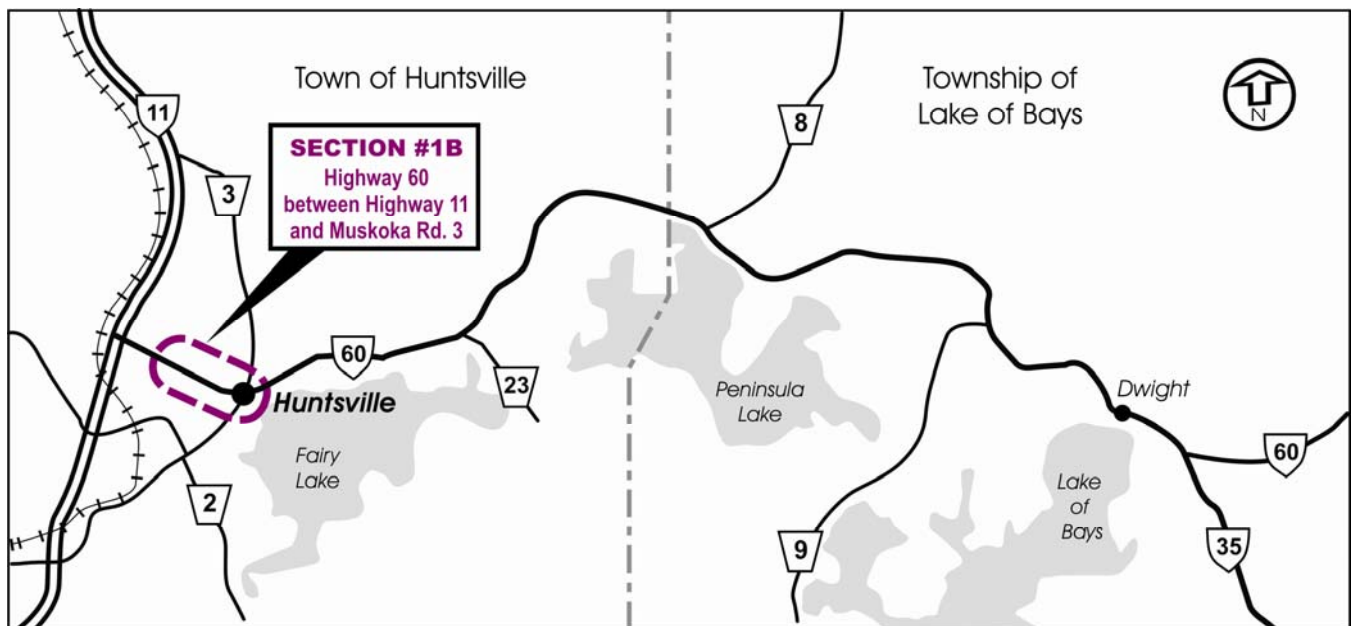 Town of Huntsville
Township of
Lake of Bays
N
11
8
SECTION #1B
Highway 60
between Highway 11
and Muskoka Rd. 3
3
60
23
Huntsville
Peninsula
Lake
Dwight
Fairy
Lake
2
60
Lake
of
Bays
9
35